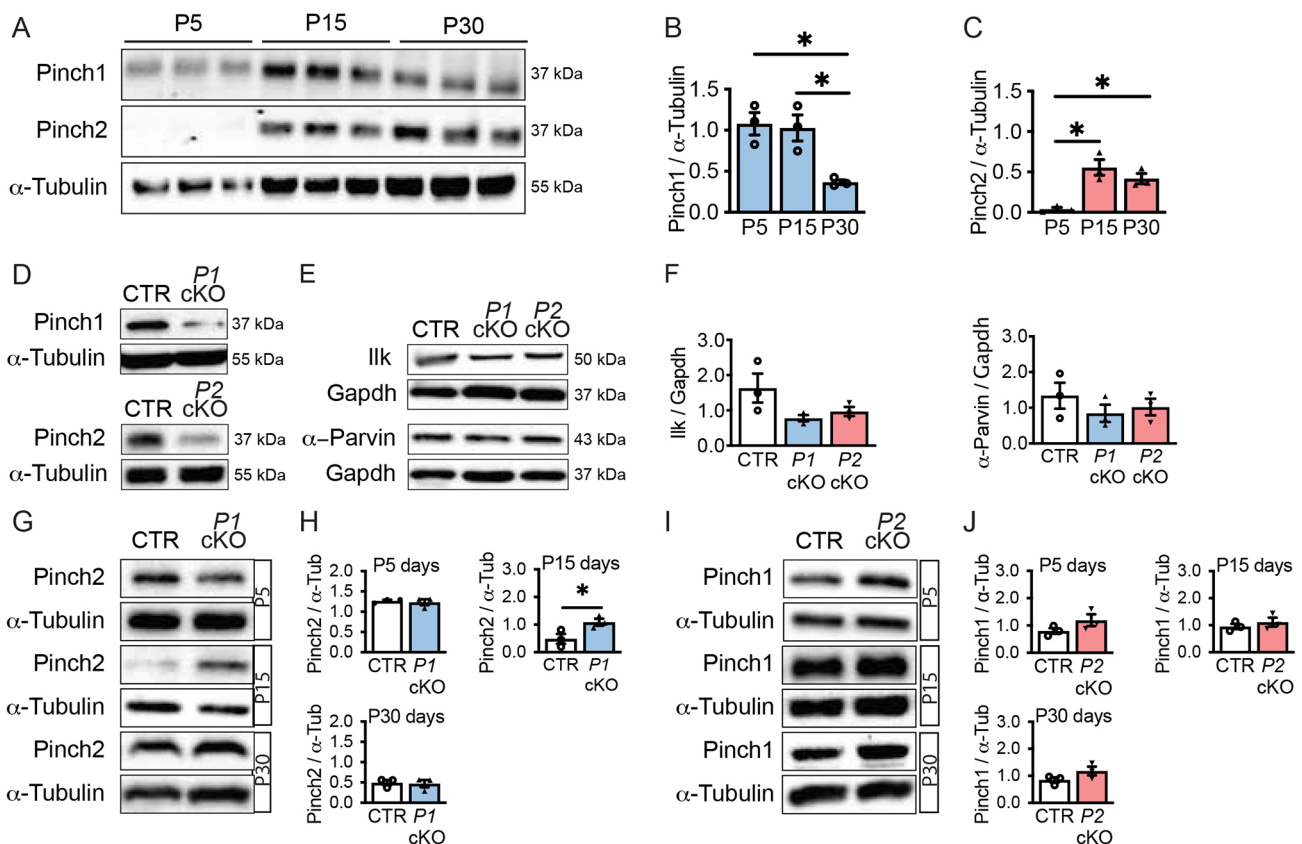 A
P5 P15 P30
Pinch1 37 kDa
Pinch2 37 kDa
α-Tubulin 55 kDa
B
Pinch1 / α-Tubulin
* *
1.5
1.0
0.5
0.0
P5 P15 P30
C
Pinch2 / α-Tubulin
* *
1.5
1.0
0.5
0.0
P5 P15 P30
D
CTR P1 cKO
Pinch1 37 kDa
α-Tubulin 55 kDa
CTR P2 cKO
Pinch2 37 kDa
α-Tubulin 55 kDa
E
CTR P1 cKO P2 cKO
Ilk 50 kDa
Gapdh 37 kDa
α–Parvin 43 kDa
Gapdh 37 kDa
F
Ilk / Gapdh
3.0
2.0
1.0
0.0
CTR P1 cKO P2 cKO
α-Parvin / Gapdh
3.0
2.0
1.0
0.0
CTR P1 cKO P2 cKO
G
CTR P1 cKO
Pinch2
α-Tubulin
P5
Pinch2
α-Tubulin
P15
Pinch2
α-Tubulin
P30
H
P5 days
Pinch2 / α-Tub
2.0
1.5
1.0
0.5
0.0
CTR P1 cKO
P15 days
Pinch2 / α-Tub
*
3.0
2.0
1.0
0.0
CTR P1 cKO
P30 days
Pinch2 / α-Tub
2.0
1.5
1.0
0.5
0.0
CTR P1 cKO
I
CTR P2 cKO
Pinch1
α-Tubulin
P5
Pinch1
α-Tubulin
P15
Pinch1
α-Tubulin
P30
J
P5 days
Pinch1 / α-Tub
3.0
2.0
1.0
0.0
CTR P2 cKO
P15 days
Pinch1 / α-Tub
3.0
2.0
1.0
0.0
CTR P2 cKO
P30 days
Pinch1 / α-Tub
3.0
2.0
1.0
0.0
CTR P2 cKO